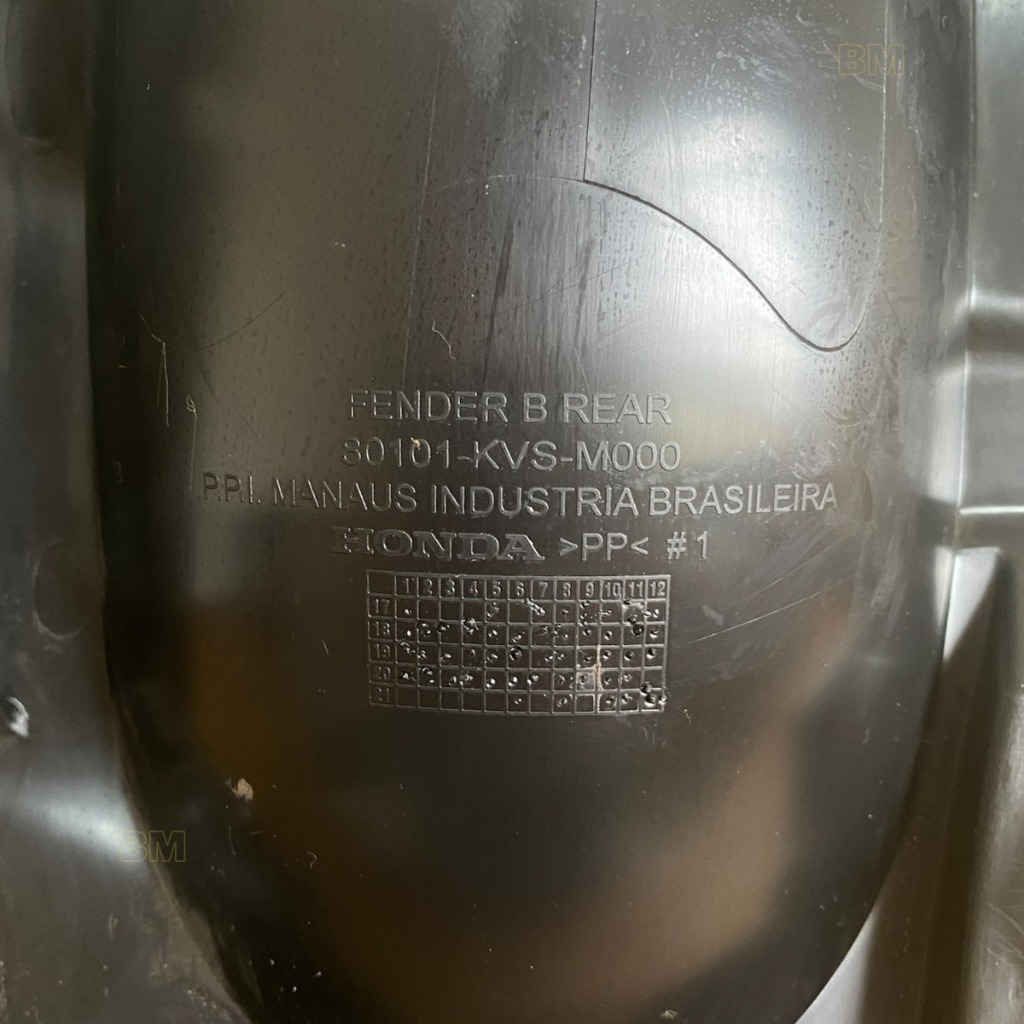 BM
FENDER B REAR
80101-KVS-M000
P.P.I. MANAUS INDUSTRIA BRASILEIRA
HONDA >PP< #1
1 2 3 4 5 6 7 8 9 10 11 12
17
18
19
20
21
BM